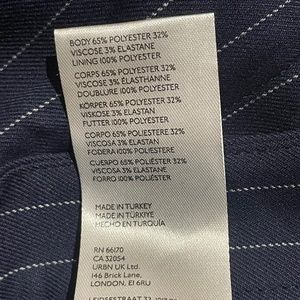 BODY 65% POLYESTER 32%
VISCOSE 3% ELASTANE
LINING 100% POLYESTER
CORPS 65% POLYESTER 32%
VISCOSE 3% ELASTHANNE
DOUBLURE 100% POLYESTER
KÖRPER 65% POLYESTER 32%
VISKOSE 3% ELASTAN
FUTTER 100% POLYESTER
CORPO 65% POLIESTERE 32%
VISCOSA 3% ELASTAN
FODERA 100% POLIESTERE
CUERPO 65% POLIÉSTER 32%
VISCOSA 3% ELASTANO
FORRO 100% POLIÉSTER
MADE IN TURKEY
MADE IN TÜRKIYE
HECHO EN TURQUÍA
RN 66170
CA 32054
URBN UK Ltd.
146 Brick Lane,
LONDON, E1 6RU
LEIDSESTRAAT 32